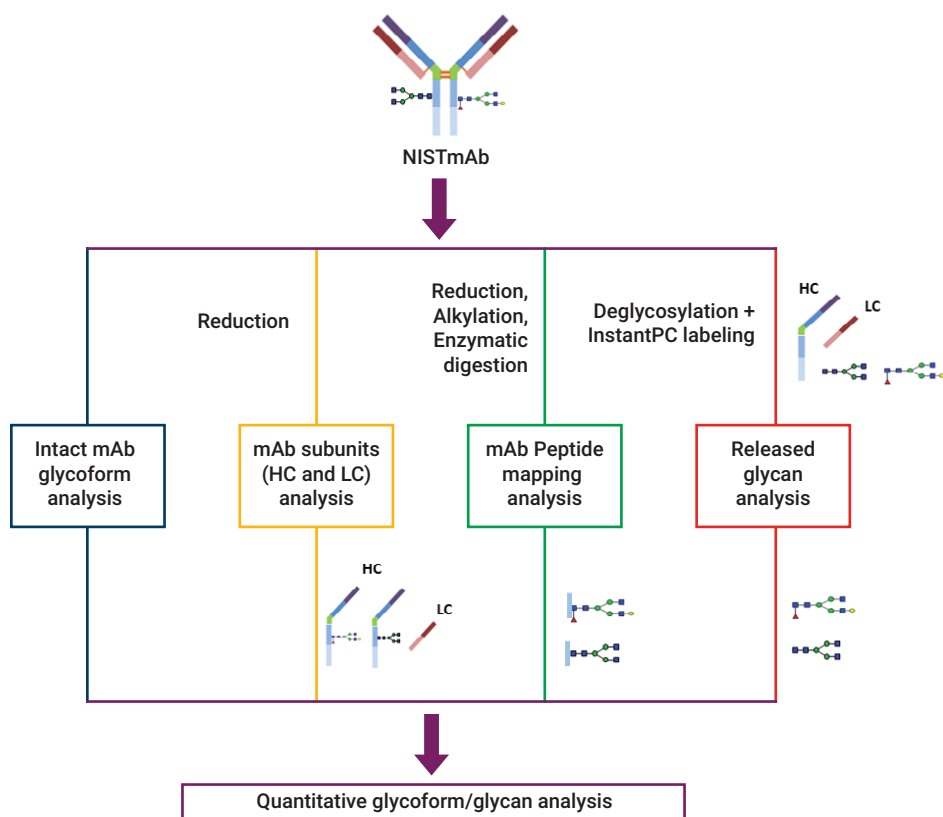 NISTmAb
Reduction
Reduction,
Alkylation,
Enzymatic
digestion
Deglycosylation +
InstantPC labeling
HC
LC
Intact mAb
glycoform
analysis
mAb subunits
(HC and LC)
analysis
mAb Peptide
mapping
analysis
Released
glycan
analysis
HC
LC
Quantitative glycoform/glycan analysis